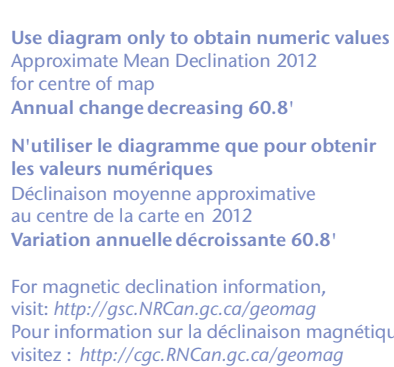 Use diagram only to obtain numeric values
Approximate Mean Declination 2012
for centre of map
Annual change decreasing 60.8'
N'utiliser le diagramme que pour obtenir
les valeurs numériques
Déclinaison moyenne approximative
au centre de la carte en 2012
Variation annuelle décroissante 60.8'
For magnetic declination information,
visit: http://gsc.NRCan.gc.ca/geomag
Pour information sur la déclinaison magnétiqu
visitez : http://cgc.RNCan.gc.ca/geomag